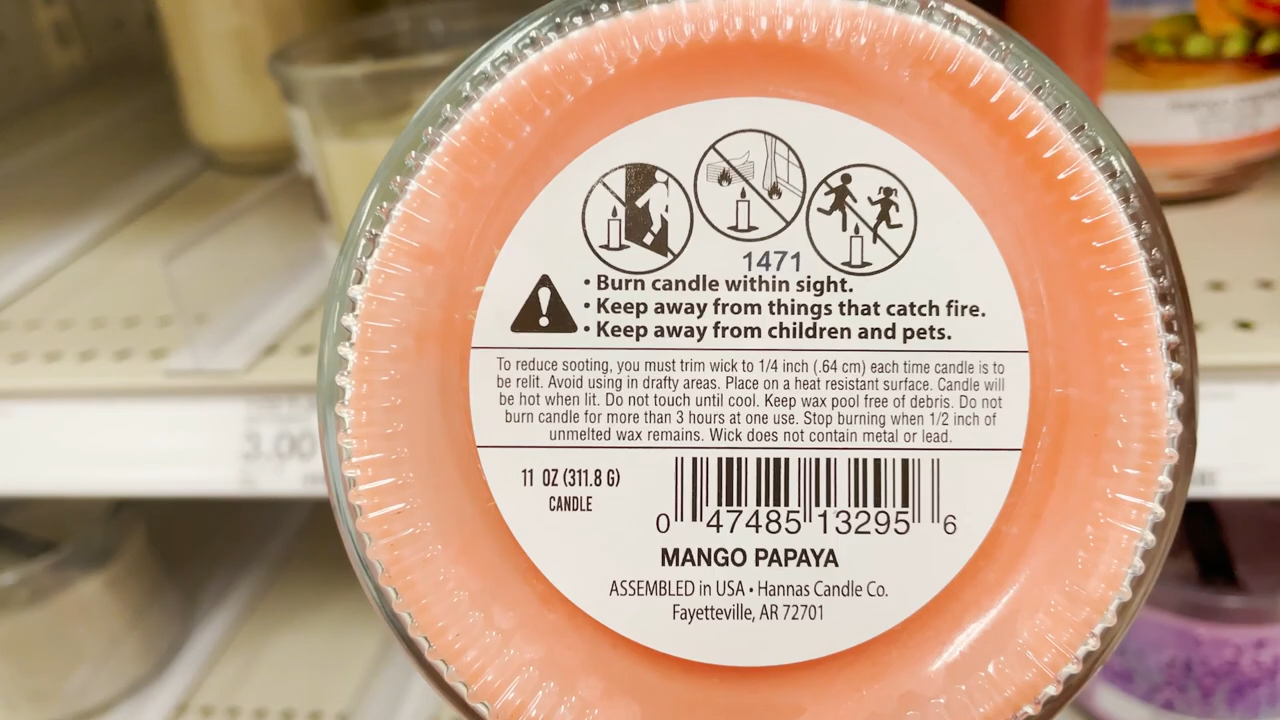 1471
• Burn candle within sight.
• Keep away from things that catch fire.
• Keep away from children and pets.
To reduce sooting, you must trim wick to 1/4 inch (.64 cm) each time candle is to
be relit. Avoid using in drafty areas. Place on a heat resistant surface. Candle will
be hot when lit. Do not touch until cool. Keep wax pool free of debris. Do not
burn candle for more than 3 hours at one use. Stop burning when 1/2 inch of
unmelted wax remains. Wick does not contain metal or lead.
11 OZ (311.8 G)
CANDLE
0 47485 13295 6
MANGO PAPAYA
ASSEMBLED in USA • Hannas Candle Co.
Fayetteville, AR 72701
3.00